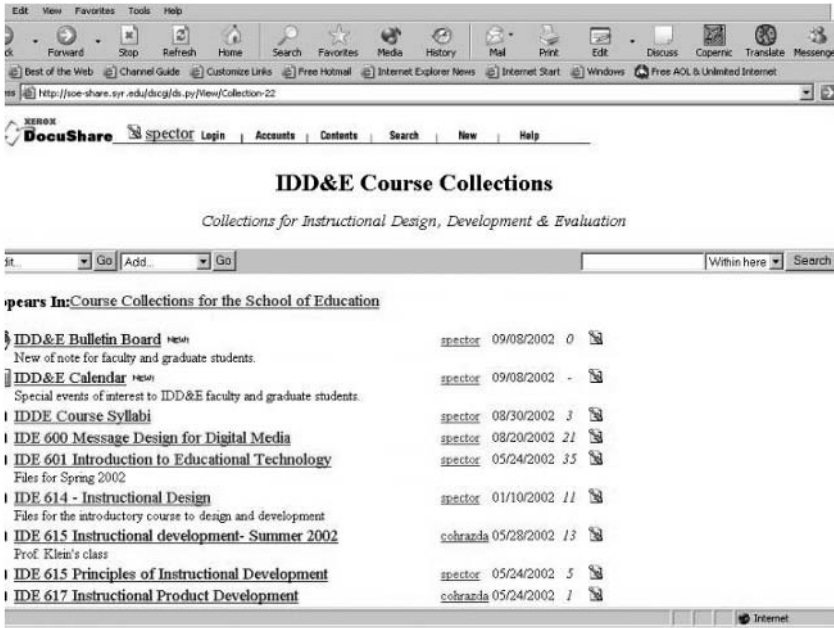 Edit View Favorites Tools Help
ck Forward Stop Refresh Home Search Favorites Media History Mail Print Edit Discuss Copernic Translate Messenge
Best of the Web Channel Guide Customize Links Free Hotmail Internet Explorer News Internet Start Windows Free AOL & Unlimited Internet
ess http://soe-share.syr.edu/dscgi/ds.py/View/Collection-22
XEROX
DocuShare spector Login | Accounts | Contents | Search | New | Help
IDD&E Course Collections
Collections for Instructional Design, Development & Evaluation
dit... Go Add... Go Within here Search
ppears In:Course Collections for the School of Education
IDD&E Bulletin Board New! spector 09/08/2002 0
New of note for faculty and graduate students.
IDD&E Calendar New! spector 09/08/2002 -
Special events of interest to IDD&E faculty and graduate students.
IDDE Course Syllabi spector 08/30/2002 3
IDE 600 Message Design for Digital Media spector 08/20/2002 21
IDE 601 Introduction to Educational Technology spector 05/24/2002 35
Files for Spring 2002
IDE 614 - Instructional Design spector 01/10/2002 11
Files for the introductory course to design and development
IDE 615 Instructional development- Summer 2002 cohrazda 05/28/2002 13
Prof. Klein's class
IDE 615 Principles of Instructional Development spector 05/24/2002 5
IDE 617 Instructional Product Development cohrazda 05/24/2002 1
Internet